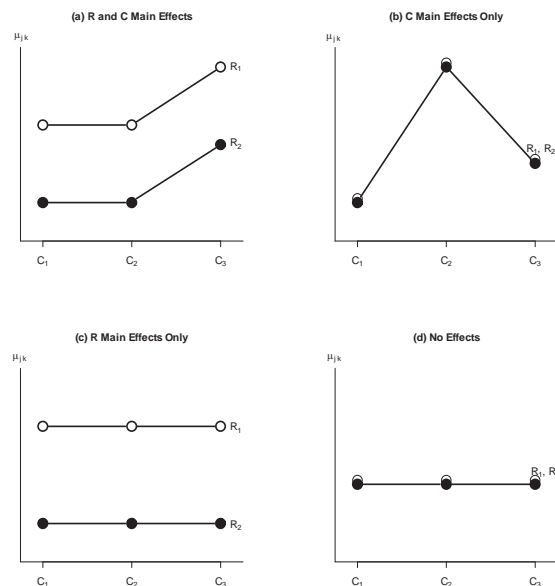 (a) R and C Main Effects
μjk
R1
R2
C1 C2 C3
(b) C Main Effects Only
μjk
R1, R2
C1 C2 C3
(c) R Main Effects Only
μjk
R1
R2
C1 C2 C3
(d) No Effects
μjk
R1, R
C1 C2 C3